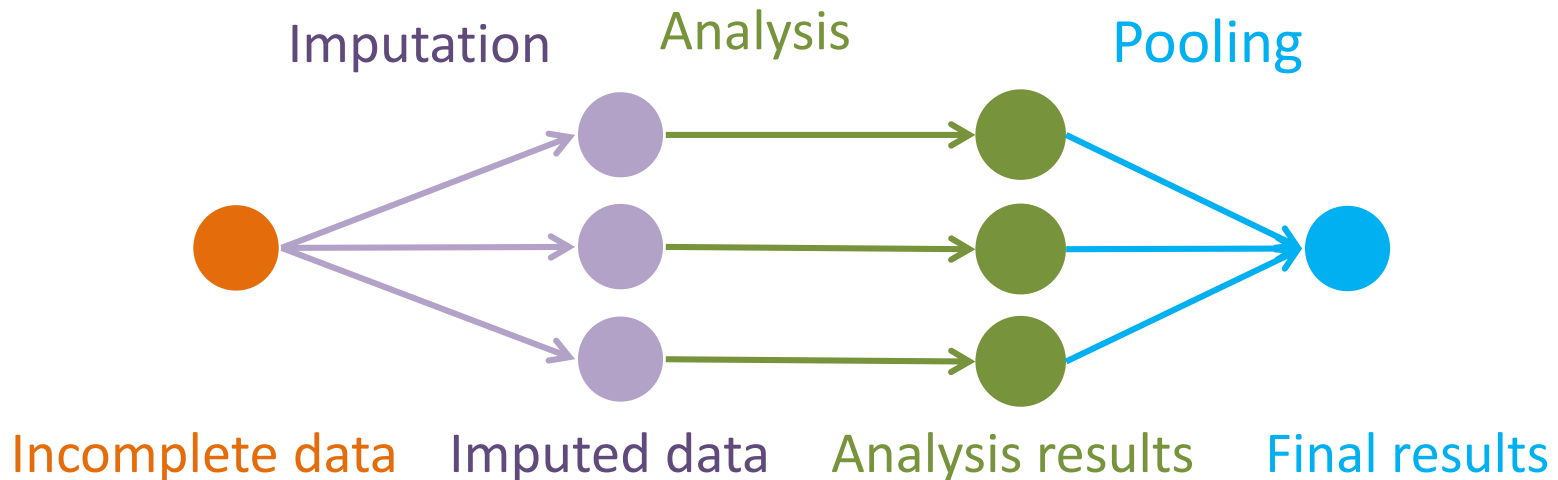 Imputation
Analysis
Pooling
Incomplete data
Imputed data
Analysis results
Final results